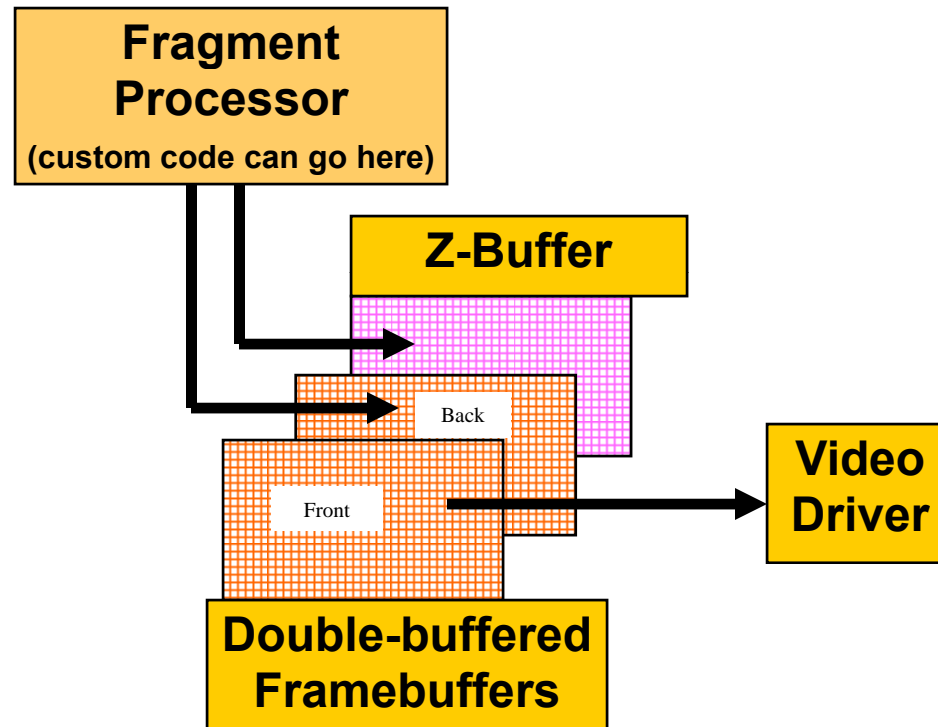 Fragment
Processor
(custom code can go here)
Z-Buffer
Back
Front
Video
Driver
Double-buffered
Framebuffers